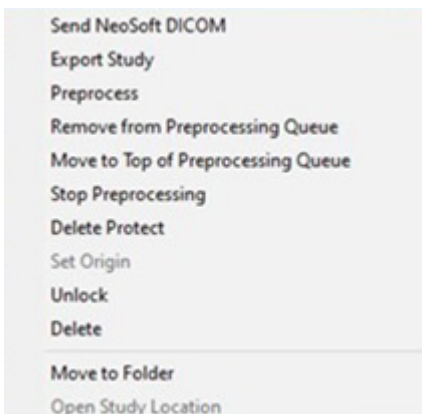 Send NeoSoft DICOM
Export Study
Preprocess
Remove from Preprocessing Queue
Move to Top of Preprocessing Queue
Stop Preprocessing
Delete Protect
Set Origin
Unlock
Delete
Move to Folder
Open Study Location